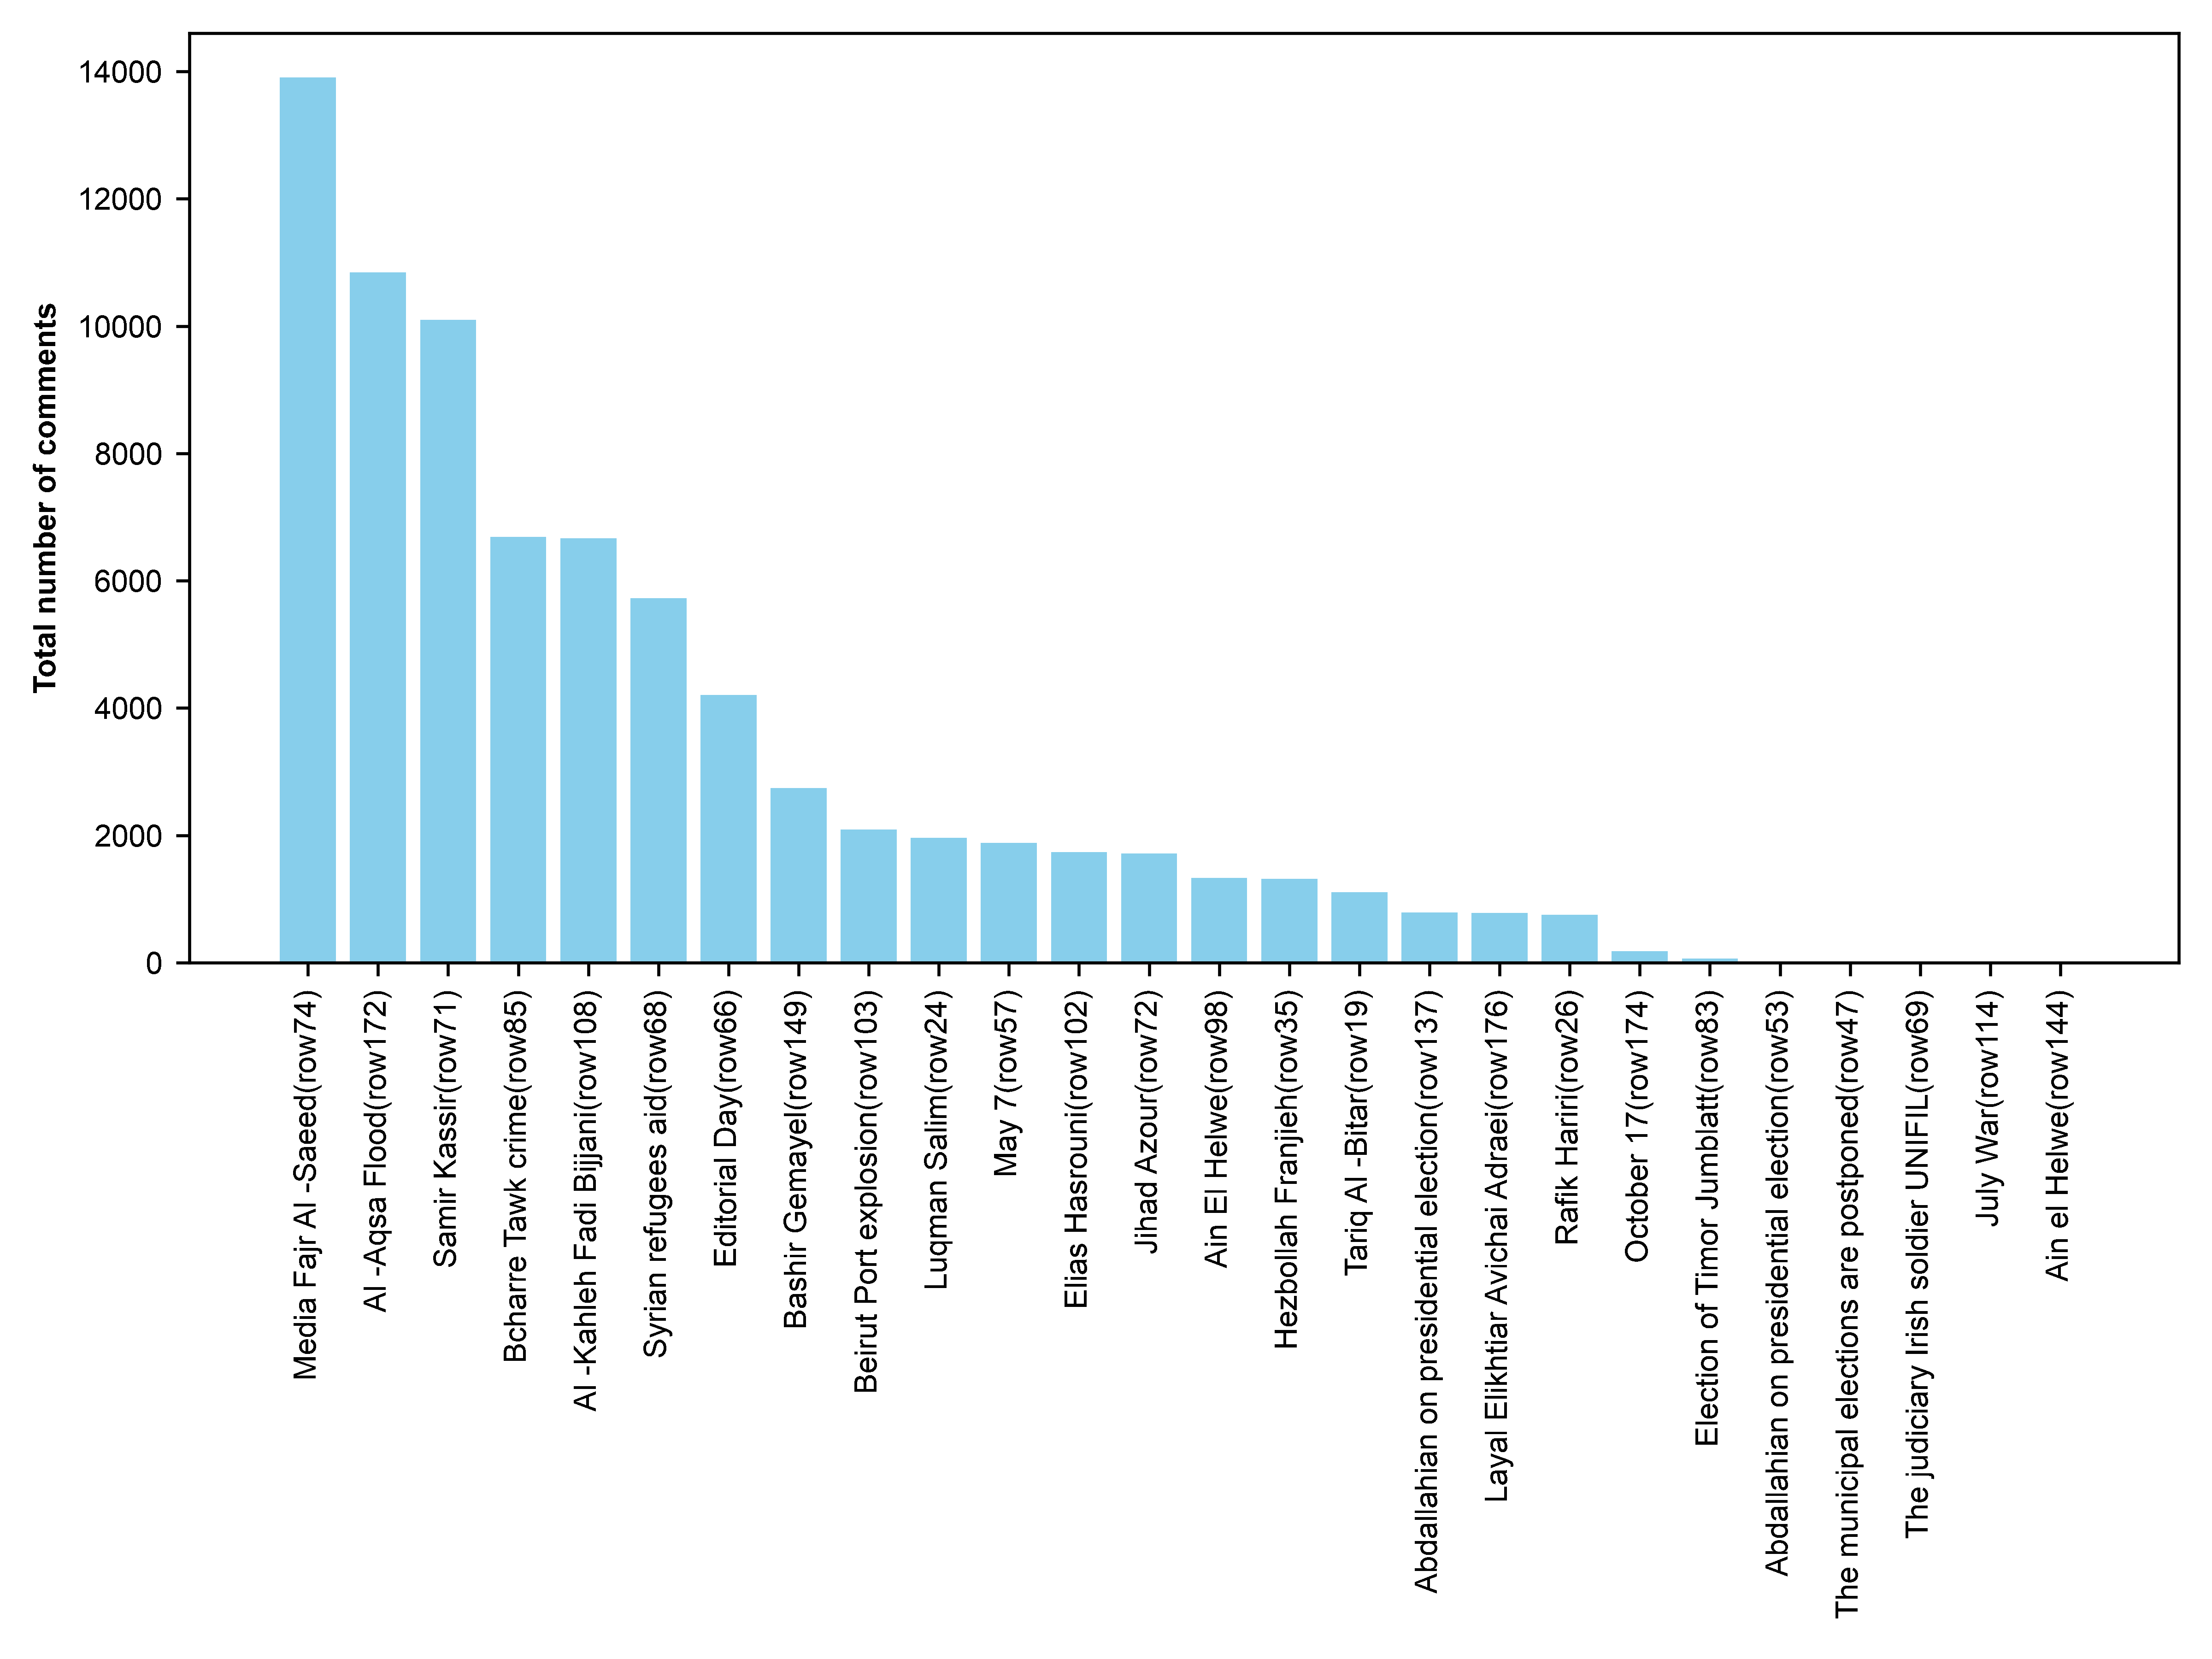 Total number of comments
14000
12000
10000
8000
6000
4000
2000
0
Media Fajr Al -Saeed(row74)
Al -Aqsa Flood(row172)
Samir Kassir(row71)
Bcharre Tawk crime(row85)
Al -Kahleh Fadi Bijjani(row108)
Syrian refugees aid(row68)
Editorial Day(row66)
Bashir Gemayel(row149)
Beirut Port explosion(row103)
Luqman Salim(row24)
May 7(row57)
Elias Hasrouni(row102)
Jihad Azour(row72)
Ain El Helwe(row98)
Hezbollah Franjieh(row35)
Tariq Al -Bitar(row19)
Abdallahian on presidential election(row137)
Layal Elikhtiar Avichai Adraei(row176)
Rafik Hariri(row26)
October 17(row174)
Election of Timor Jumblatt(row83)
Abdallahian on presidential election(row53)
The municipal elections are postponed(row47)
The judiciary Irish soldier UNIFIL(row69)
July War(row114)
Ain el Helwe(row144)